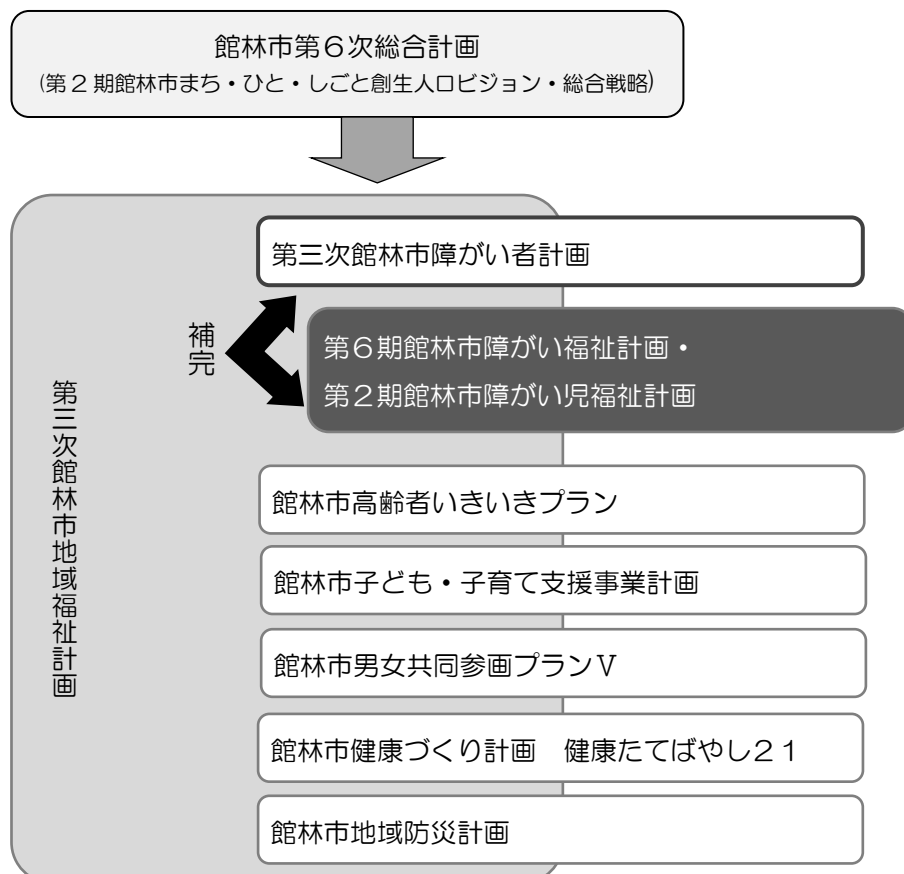 館林市第６次総合計画
(第２期館林市まち・ひと・しごと創生人口ビジョン・総合戦略)
第三次館林市地域福祉計画
第三次館林市障がい者計画
補完
第６期館林市障がい福祉計画・
第２期館林市障がい児福祉計画
館林市高齢者いきいきプラン
館林市子ども・子育て支援事業計画
館林市男女共同参画プランⅤ
館林市健康づくり計画　健康たてばやし２１
館林市地域防災計画